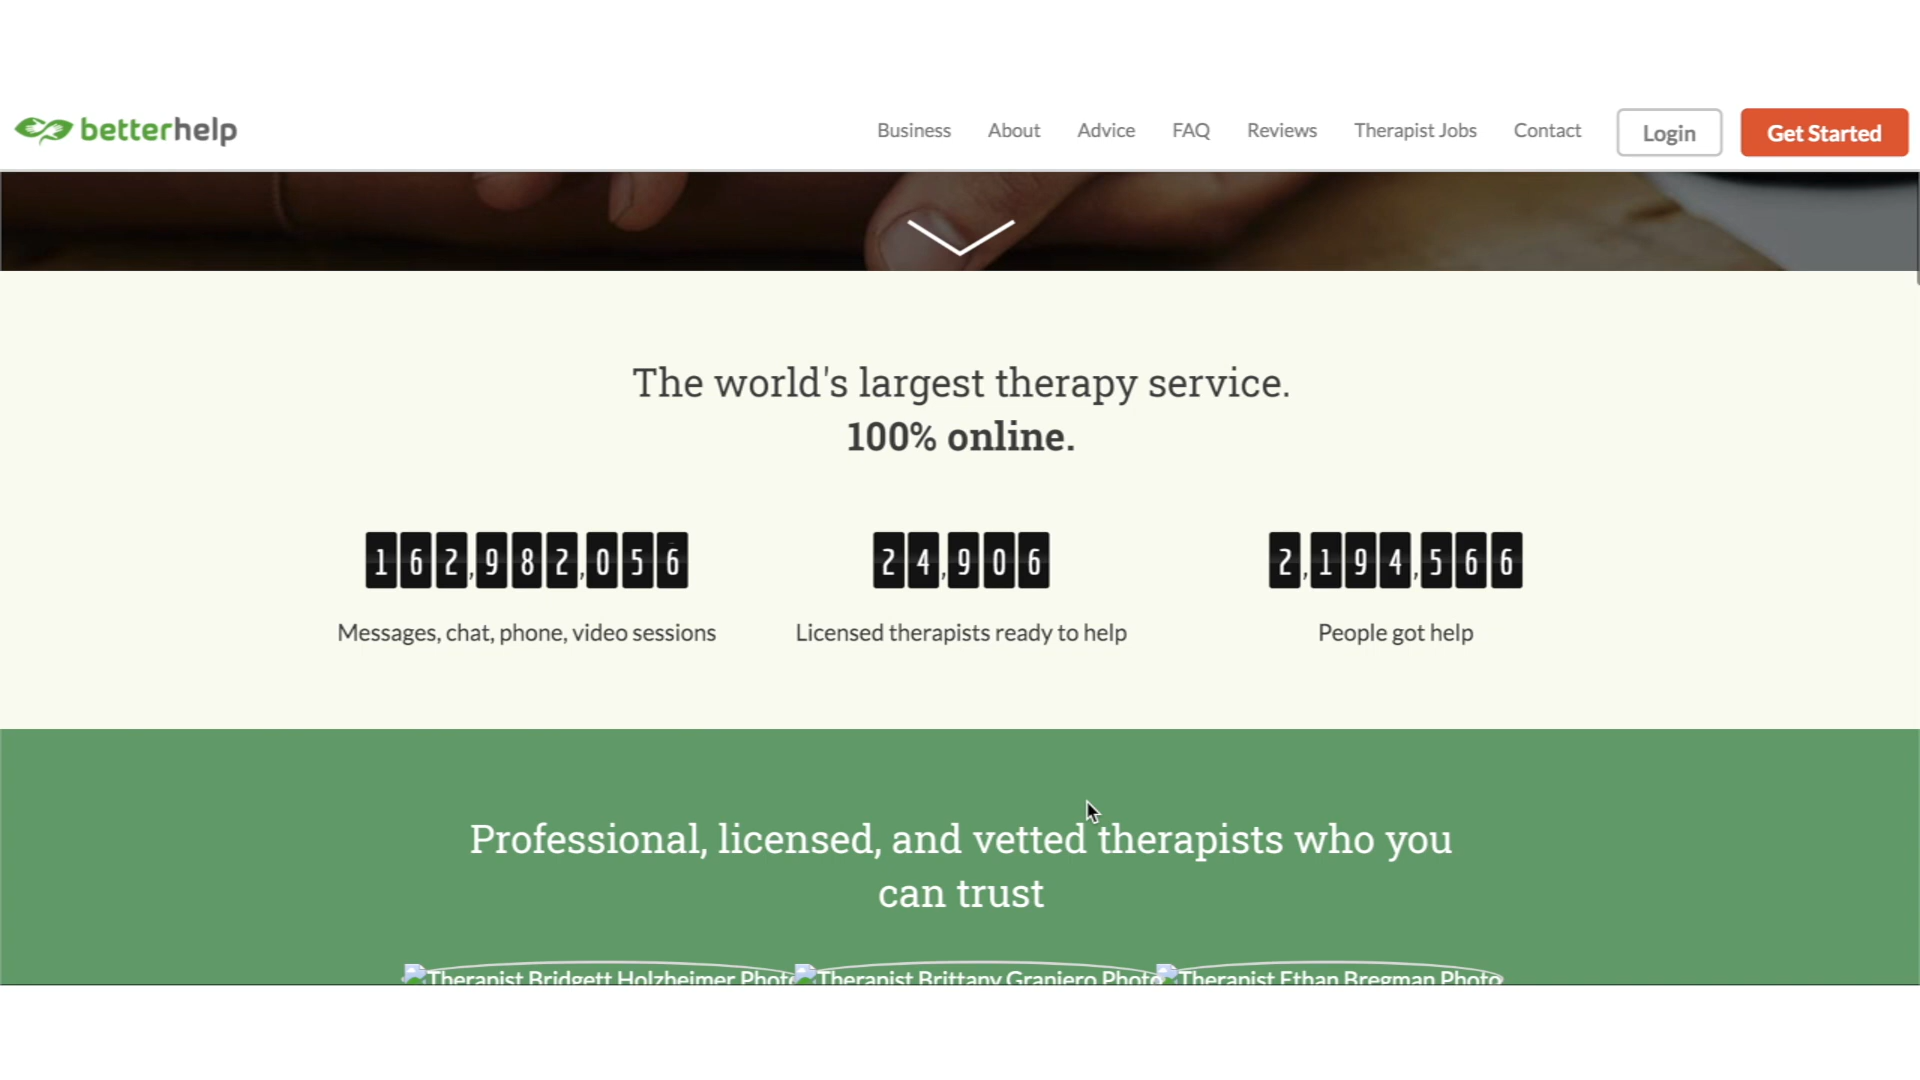 betterhelp
Business About Advice FAQ Reviews Therapist Jobs Contact Login Get Started
The world's largest therapy service.
100% online.
162,982,056 24,906 2,194,566
Messages, chat, phone, video sessions Licensed therapists ready to help People got help
Professional, licensed, and vetted therapists who you
can trust
Therapist Bridgett Holzheimer Photo Therapist Brittany Graniero Photo Therapist Ethan Bregman Photo